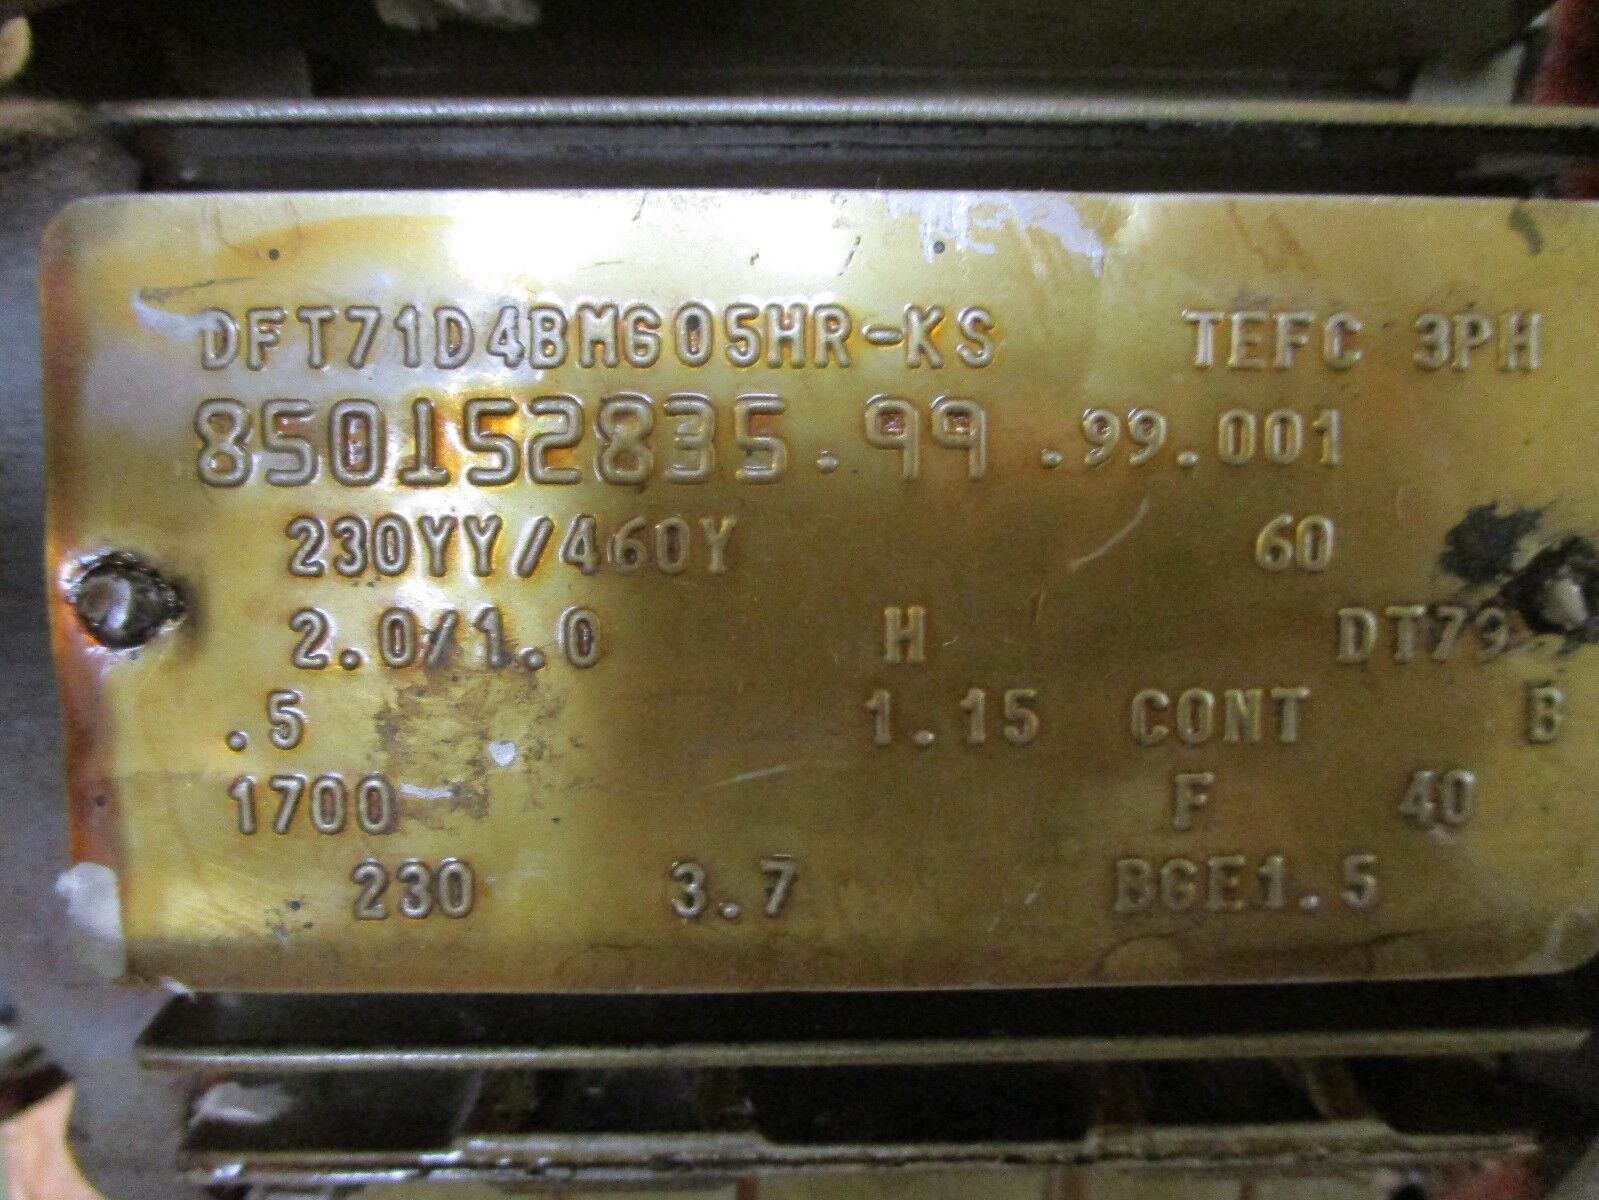 DFT71D4BMG05HR-KS TEFC 3PH
850152835.99.99.001
230YY/460Y 60
2.0/1.0 H DT79
.5 1.15 CONT B
1700 F 40
230 3.7 BGE1.5